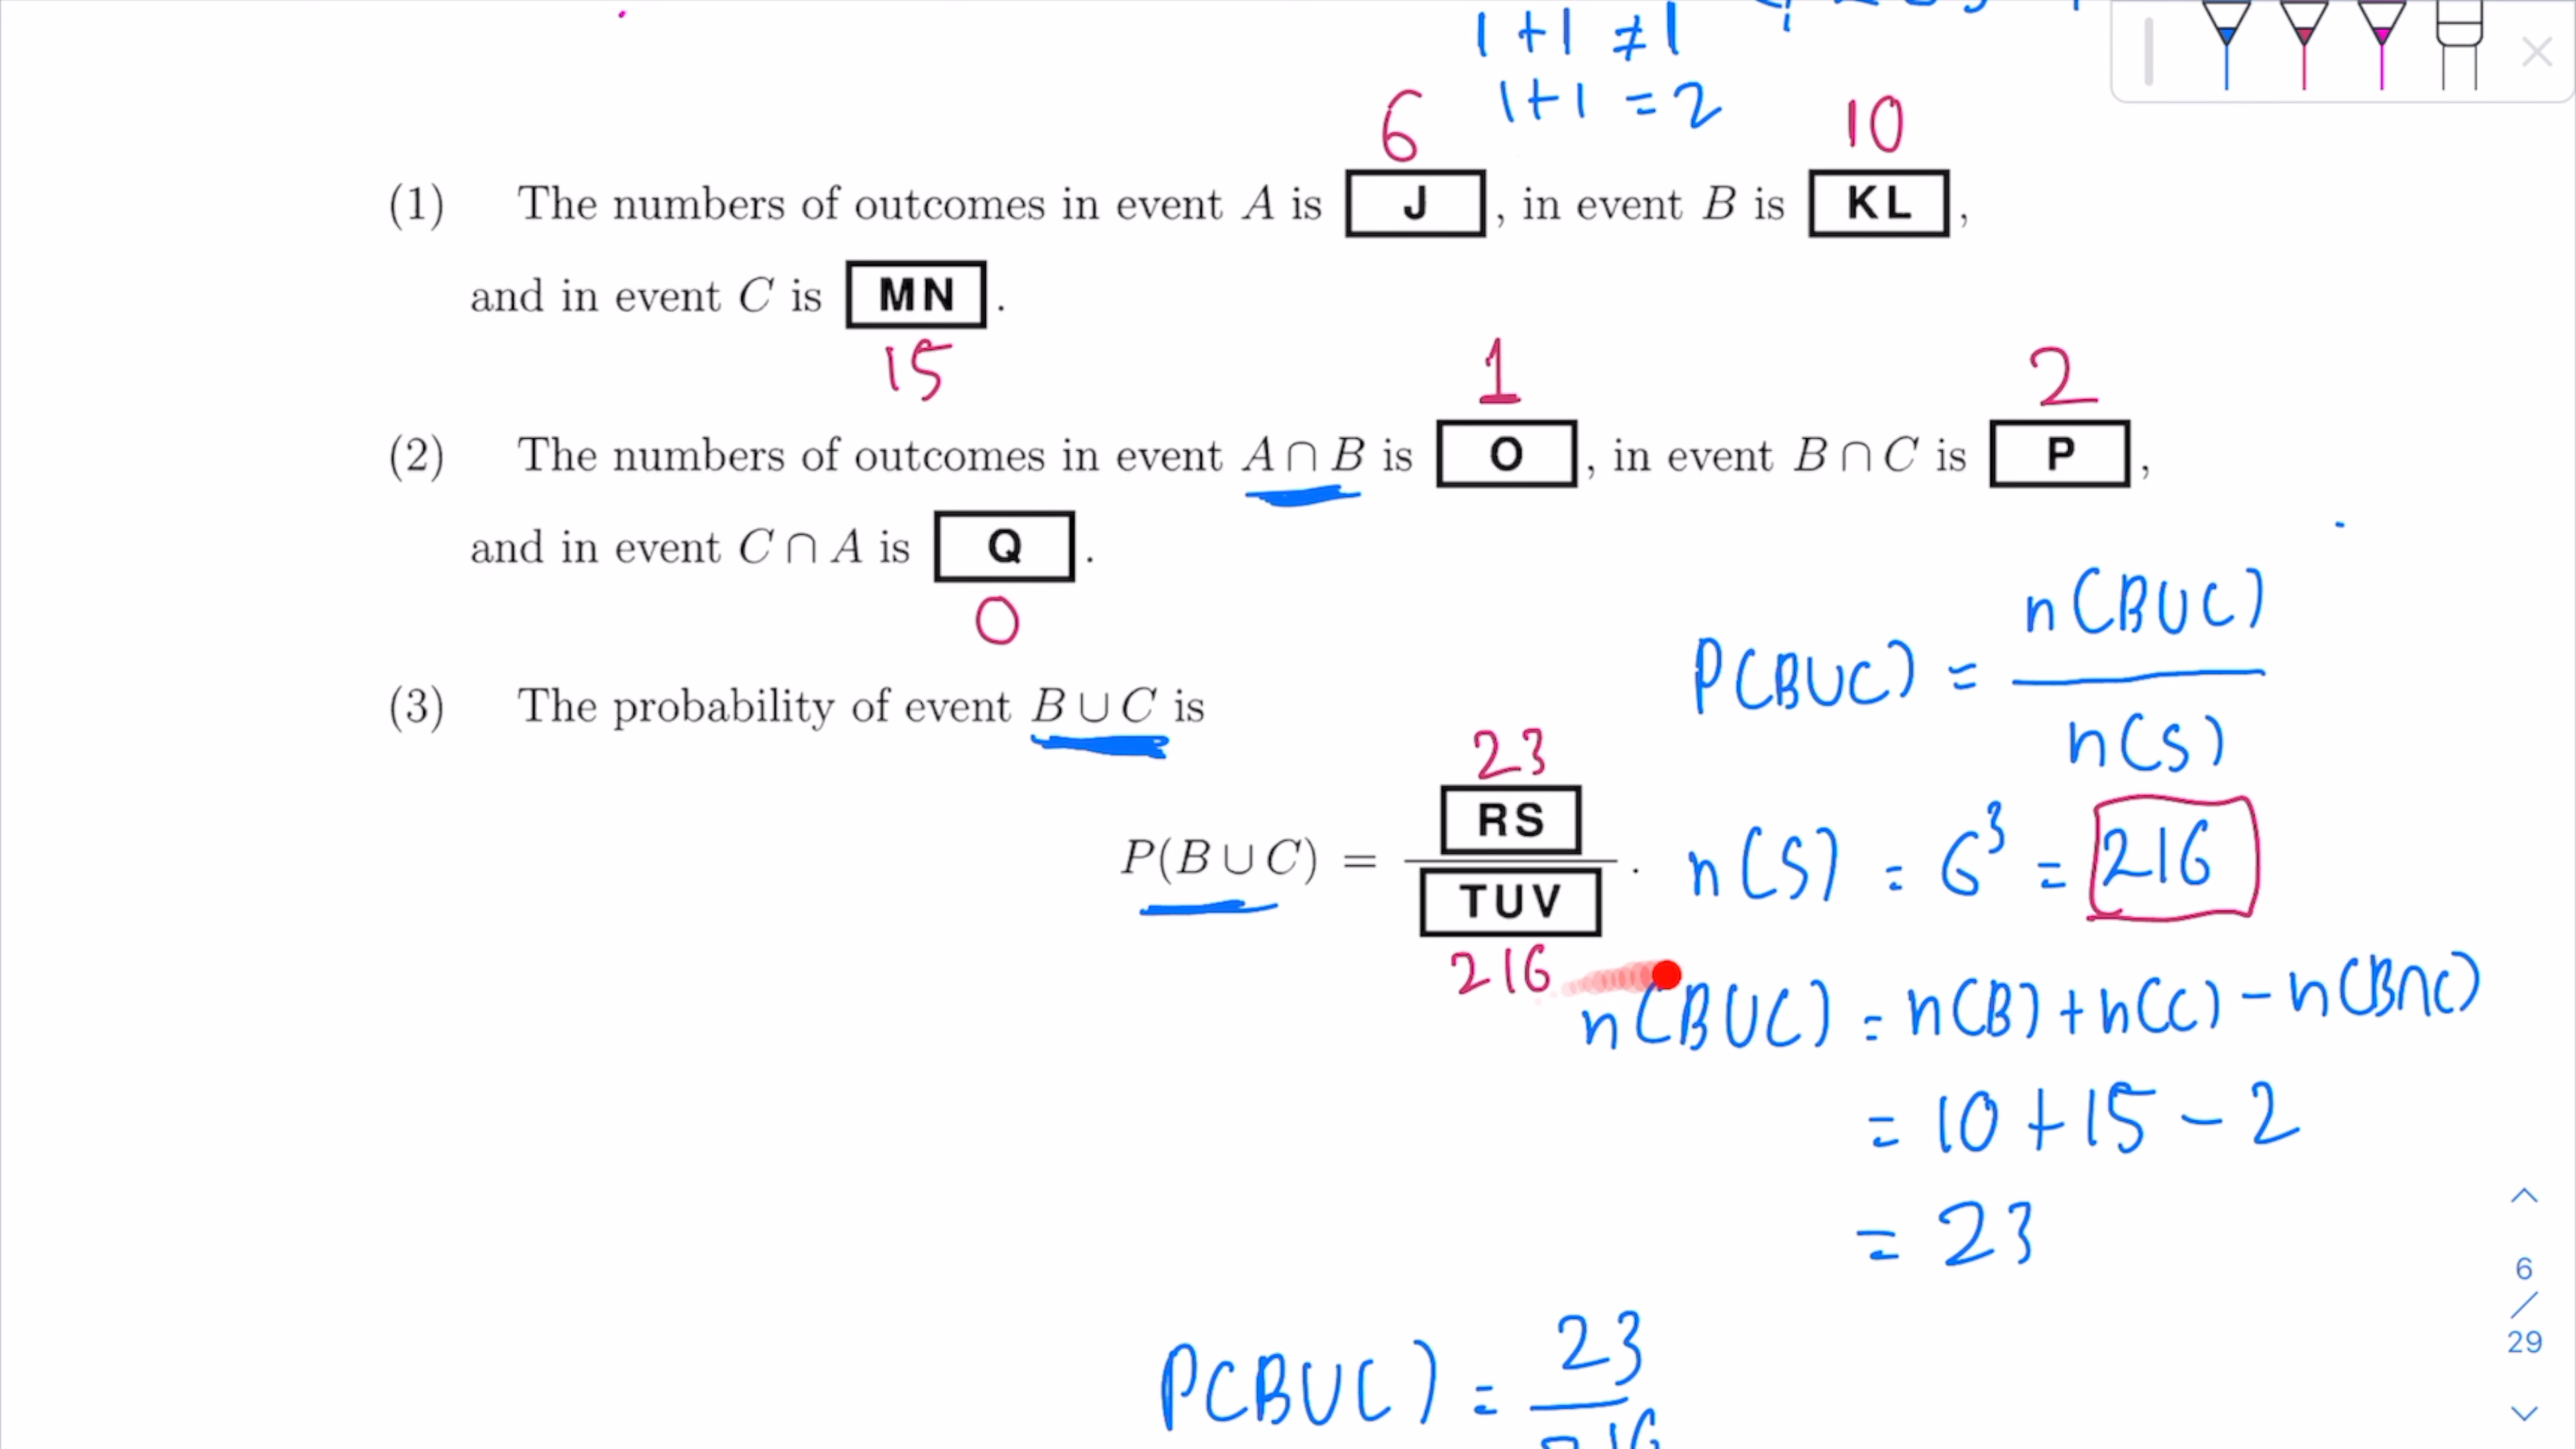 1 + 1 ≠ 1
1 + 1 = 2
6 10
(1) The numbers of outcomes in event A is J , in event B is KL ,
and in event C is MN .
15
1 2
(2) The numbers of outcomes in event A ∩ B is O , in event B ∩ C is P ,
and in event C ∩ A is Q .
0
(3) The probability of event B ∪ C is
P(B∪C) = n(B∪C)
n(S)
23
P(B ∪ C) = RS
TUV .
216
n(S) = 6³ = 216
n(B∪C) = n(B) + n(C) − n(B∩C)
= 10 + 15 − 2
= 23
P(B∪C) = 23
6
/
29